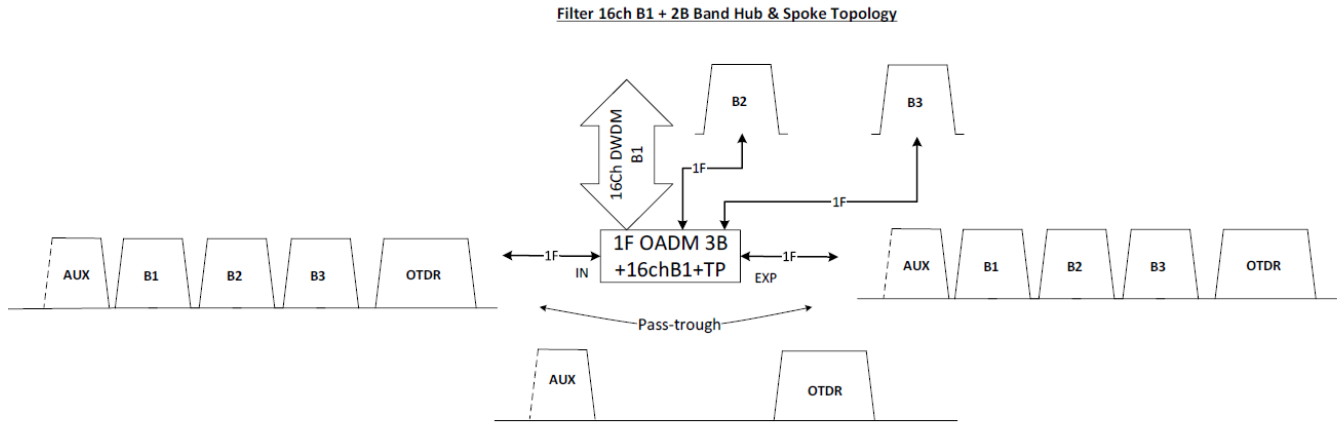 Filter 16ch B1 + 2B Band Hub & Spoke Topology
B2
B3
16Ch DWDM
B1
1F
1F
AUX
B1
B2
B3
OTDR
1F
IN
1F OADM 3B
+16chB1+TP
1F
EXP
AUX
B1
B2
B3
OTDR
Pass-trough
AUX
OTDR